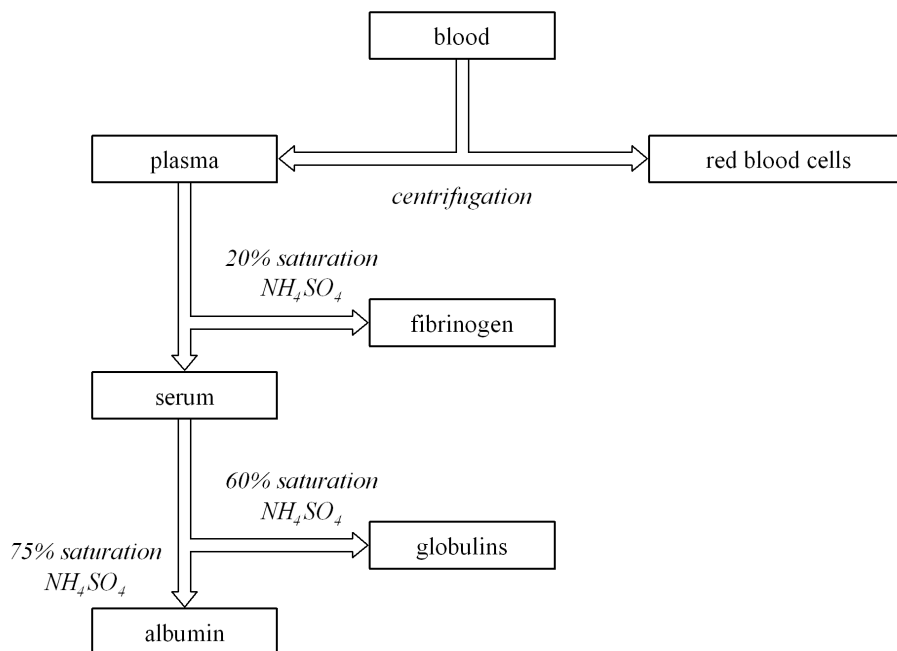 blood
plasma
red blood cells
centrifugation
20% saturation
NH₄SO₄
fibrinogen
serum
60% saturation
NH₄SO₄
globulins
75% saturation
NH₄SO₄
albumin